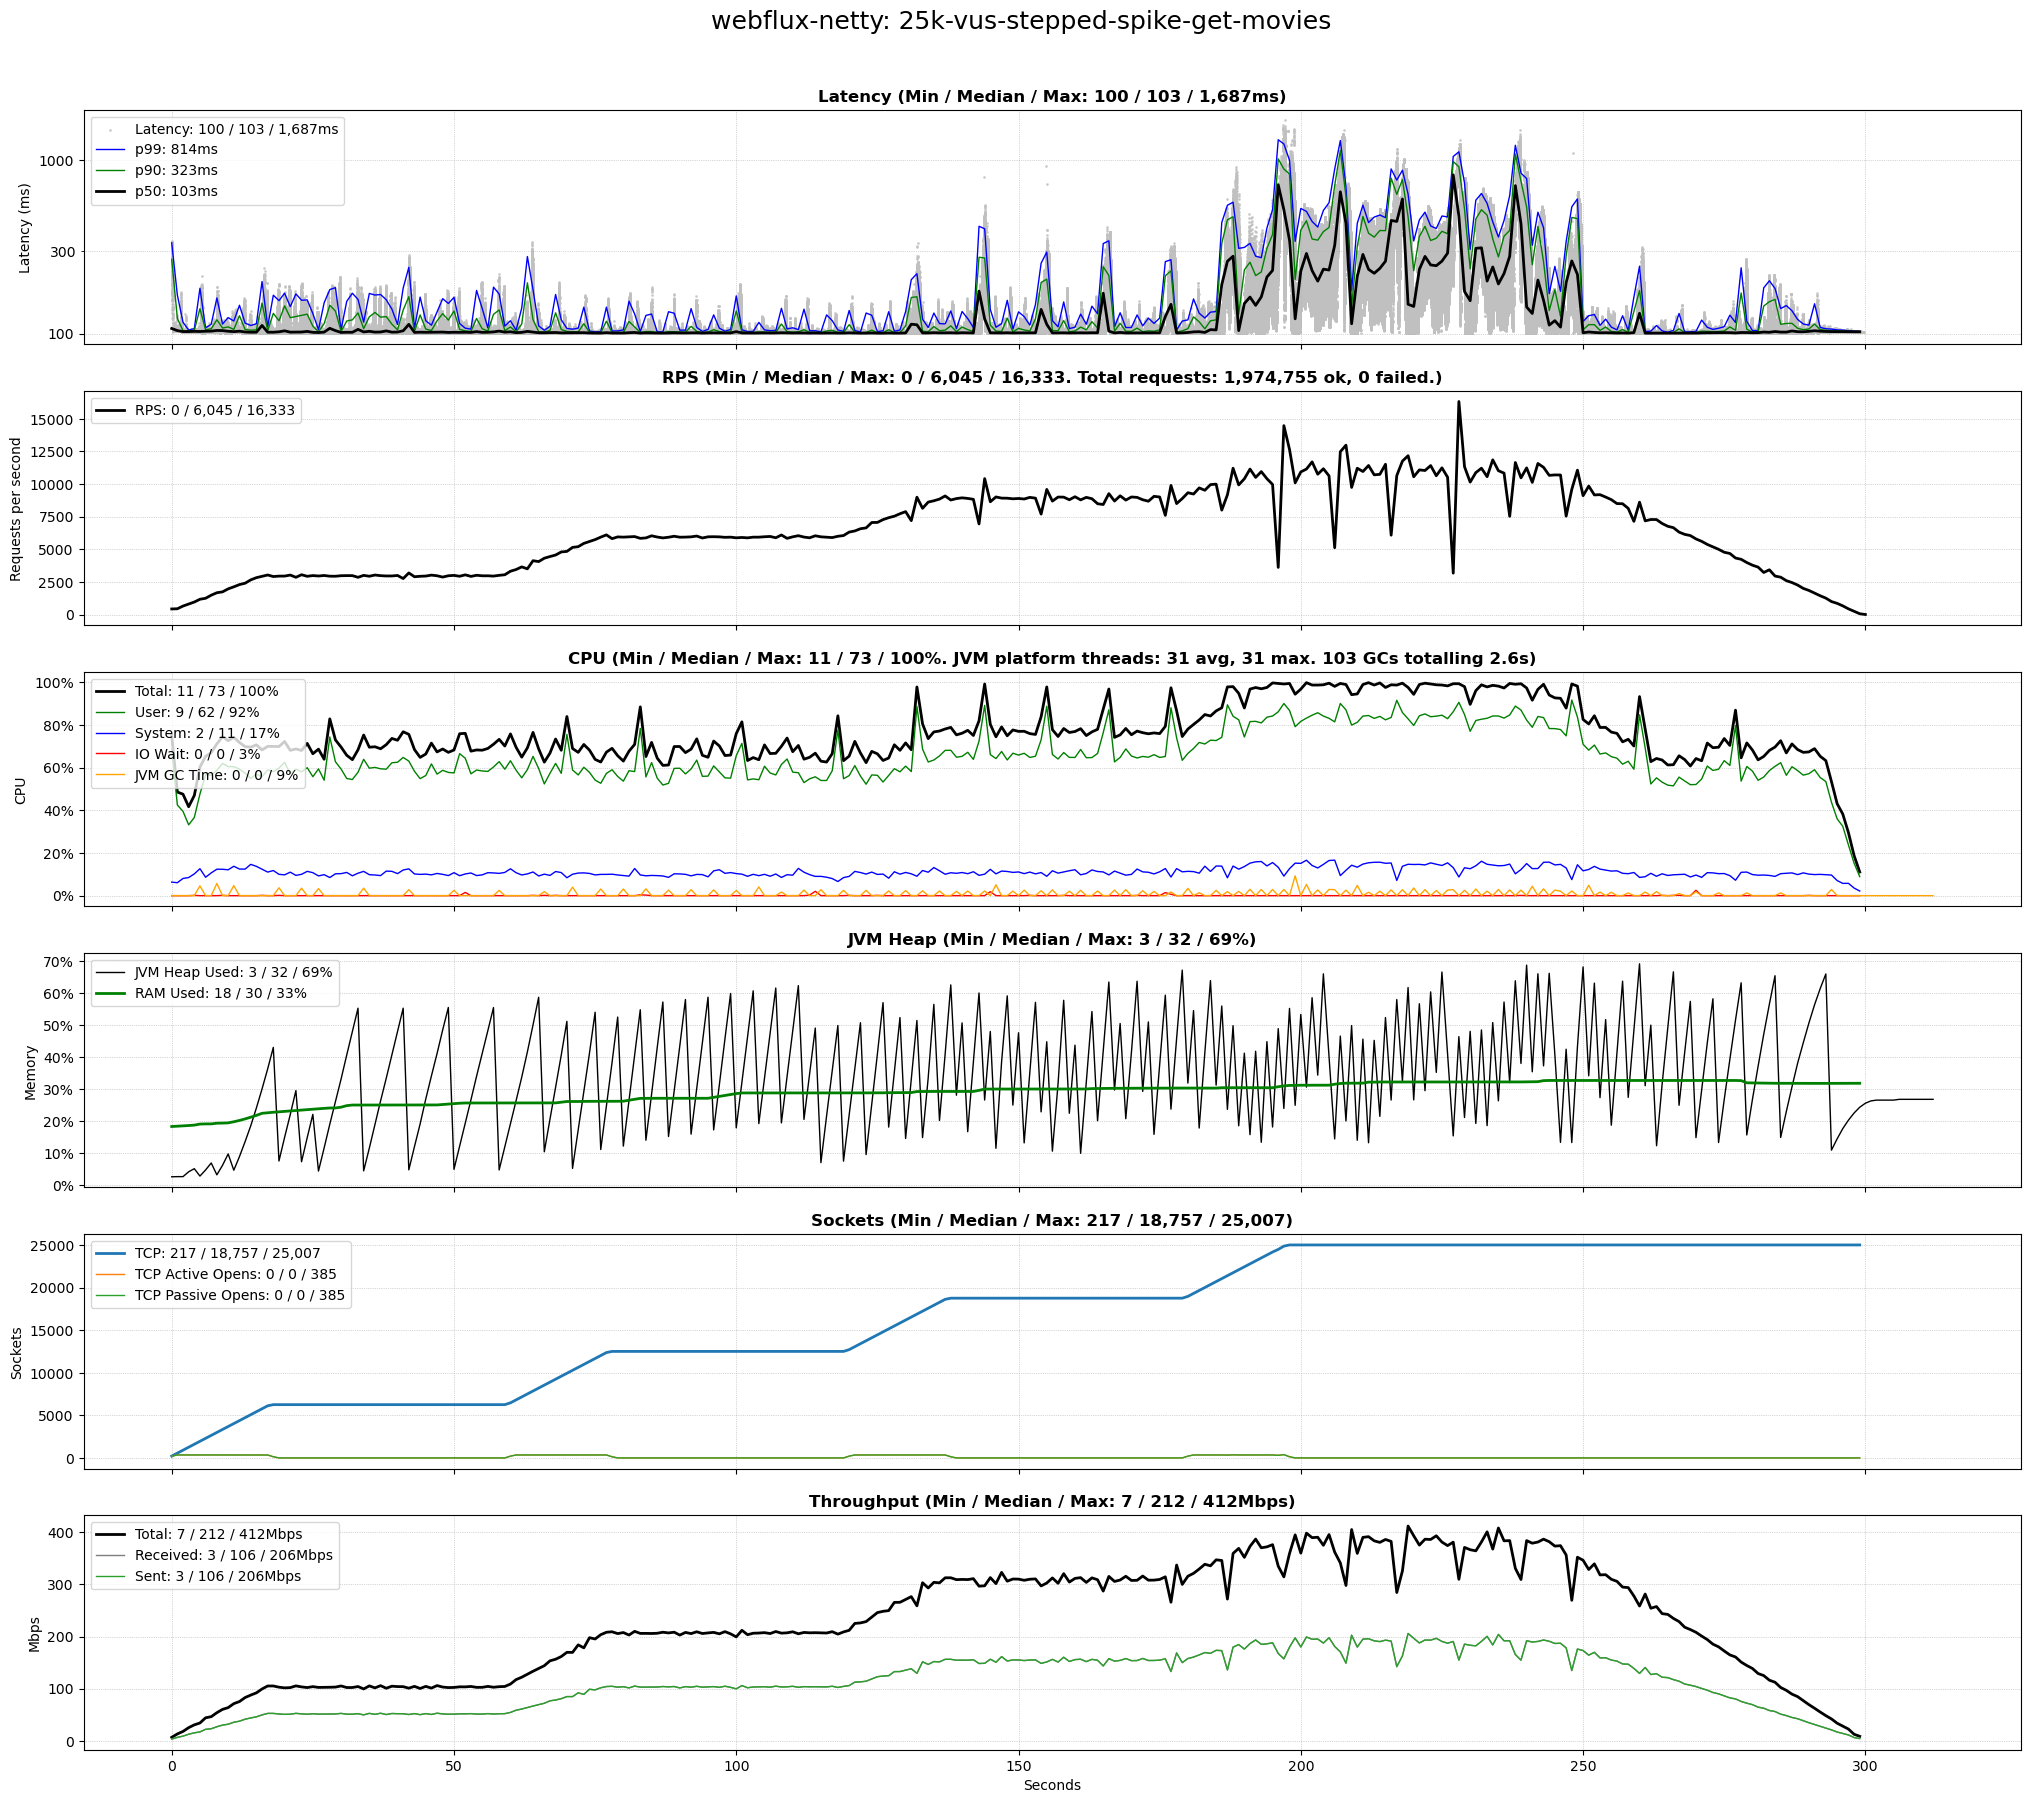 webflux-netty: 25k-vus-stepped-spike-get-movies
Latency (Min / Median / Max: 100 / 103 / 1,687ms)
Latency: 100 / 103 / 1,687ms
p99: 814ms
p90: 323ms
p50: 103ms
Latency (ms)
1000
300
100
RPS (Min / Median / Max: 0 / 6,045 / 16,333. Total requests: 1,974,755 ok, 0 failed.)
RPS: 0 / 6,045 / 16,333
Requests per second
15000
12500
10000
7500
5000
2500
0
CPU (Min / Median / Max: 11 / 73 / 100%. JVM platform threads: 31 avg, 31 max. 103 GCs totalling 2.6s)
Total: 11 / 73 / 100%
User: 9 / 62 / 92%
System: 2 / 11 / 17%
IO Wait: 0 / 0 / 3%
JVM GC Time: 0 / 0 / 9%
CPU
100%
80%
60%
40%
20%
0%
JVM Heap (Min / Median / Max: 3 / 32 / 69%)
JVM Heap Used: 3 / 32 / 69%
RAM Used: 18 / 30 / 33%
Memory
70%
60%
50%
40%
30%
20%
10%
0%
Sockets (Min / Median / Max: 217 / 18,757 / 25,007)
TCP: 217 / 18,757 / 25,007
TCP Active Opens: 0 / 0 / 385
TCP Passive Opens: 0 / 0 / 385
Sockets
25000
20000
15000
10000
5000
0
Throughput (Min / Median / Max: 7 / 212 / 412Mbps)
Total: 7 / 212 / 412Mbps
Received: 3 / 106 / 206Mbps
Sent: 3 / 106 / 206Mbps
Mbps
400
300
200
100
0
0 50 100 150 200 250 300
Seconds